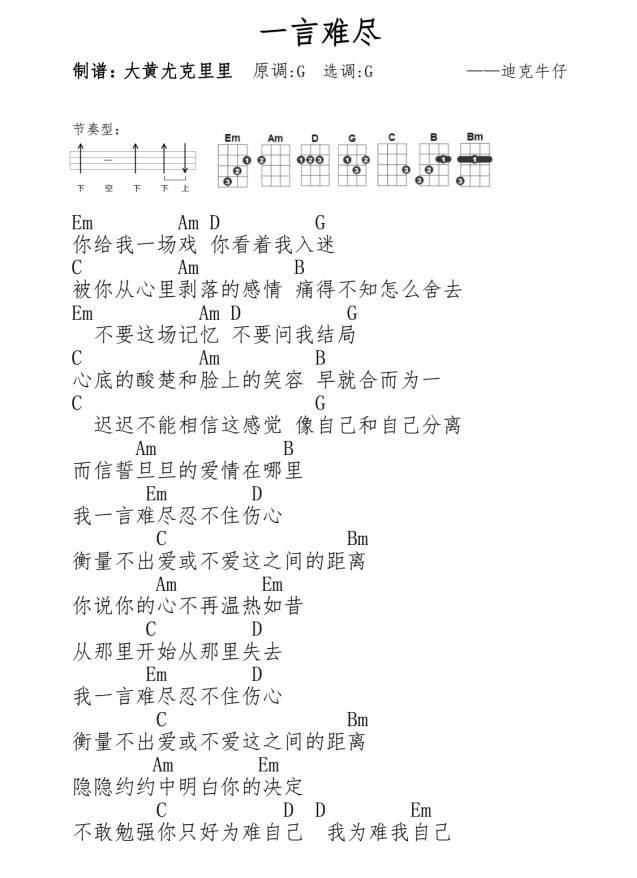 一言难尽
制谱：大黄尤克里里 原调:G 选调:G ——迪克牛仔
节奏型：
下 空 下 下 上
Em Am D G C B Bm
Em Am D G
你给我一场戏 你看着我入迷
C Am B
被你从心里剥落的感情 痛得不知怎么舍去
Em Am D G
不要这场记忆 不要问我结局
C Am B
心底的酸楚和脸上的笑容 早就合而为一
C G
迟迟不能相信这感觉 像自己和自己分离
Am B
而信誓旦旦的爱情在哪里
Em D
我一言难尽忍不住伤心
C Bm
衡量不出爱或不爱这之间的距离
Am Em
你说你的心不再温热如昔
C D
从那里开始从那里失去
Em D
我一言难尽忍不住伤心
C Bm
衡量不出爱或不爱这之间的距离
Am Em
隐隐约约中明白你的决定
C D D Em
不敢勉强你只好为难自己 我为难我自己